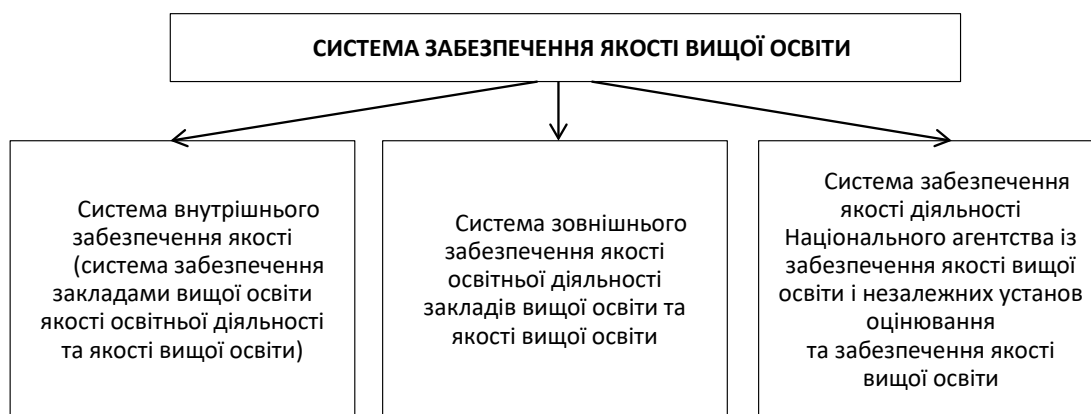 СИСТЕМА ЗАБЕЗПЕЧЕННЯ ЯКОСТІ ВИЩОЇ ОСВІТИ
Система внутрішнього
забезпечення якості
(система забезпечення
закладами вищої освіти
якості освітньої діяльності
та якості вищої освіти)
Система зовнішнього
забезпечення якості
освітньої діяльності
закладів вищої освіти та
якості вищої освіти
Система забезпечення
якості діяльності
Національного агентства із
забезпечення якості вищої
освіти і незалежних установ
оцінювання
та забезпечення якості
вищої освіти